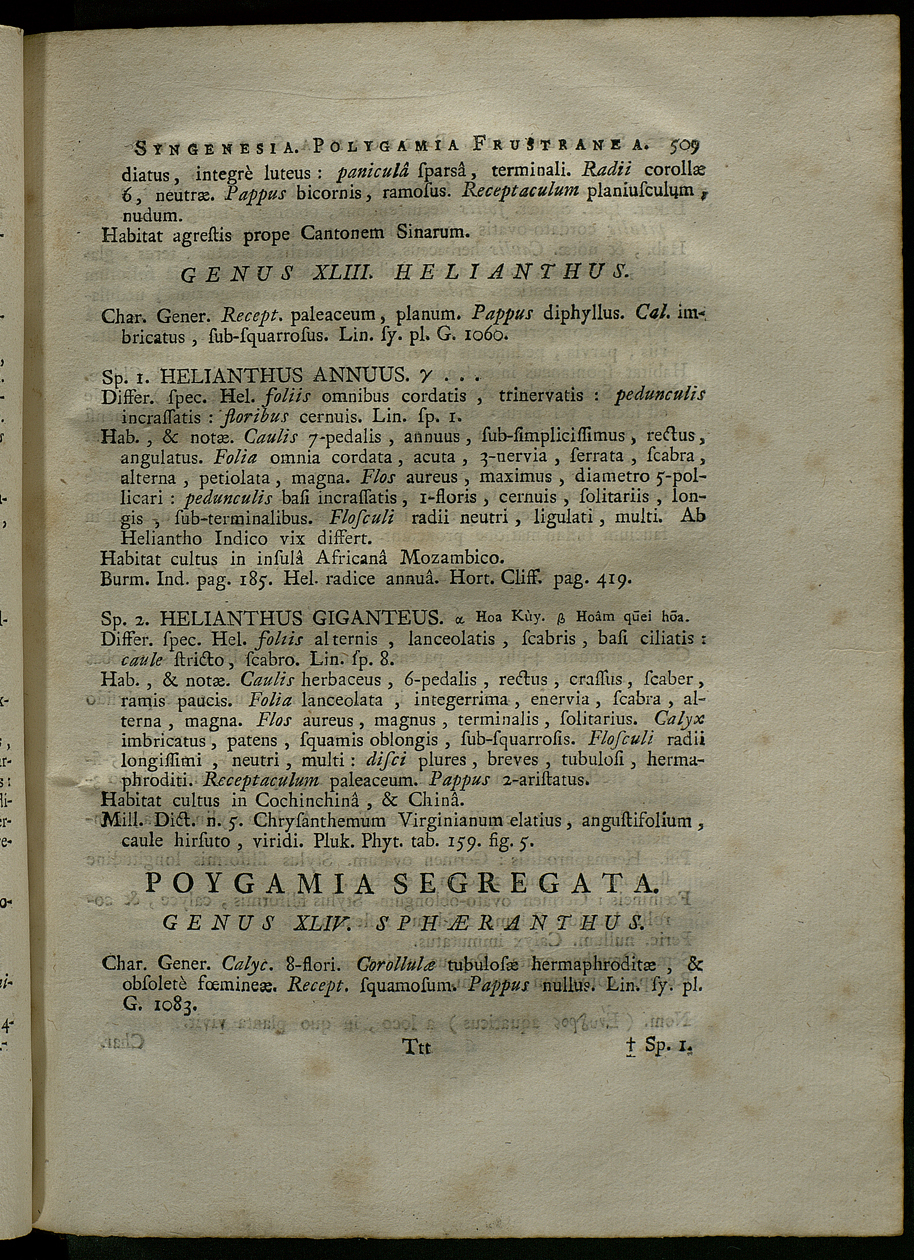 SYNGENESIA. POLYGAMIA FRUSTRANEA. 509
diatus, integrè luteus : paniculâ ſparsâ, terminali. Radii corollæ
6, neutræ. Pappus bicornis, ramoſus. Receptaculum planiuſculum,
nudum.
Habitat agreſtis prope Cantonem Sinarum.
GENUS XLIII. HELIANTHUS.
Char. Gener. Recept. paleaceum, planum. Pappus diphyllus. Cal. im-
bricatus, ſub-ſquarroſus. Lin. ſy. pl. G. 1060.
Sp. 1. HELIANTHUS ANNUUS. γ . . .
Differ. ſpec. Hel. foliis omnibus cordatis, trinervatis : pedunculis
incraſſatis : floribus cernuis. Lin. ſp. 1.
Hab., & notæ. Caulis 7-pedalis, annuus, ſub-ſimpliciſſimus, rectus,
angulatus. Folia omnia cordata, acuta, 3-nervia, ſerrata, ſcabra,
alterna, petiolata, magna. Flos aureus, maximus, diametro 5-pol-
licari : pedunculis baſi incraſſatis, 1-floris, cernuis, ſolitariis, lon-
gis, ſub-terminalibus. Floſculi radii neutri, ligulati, multi. Ab
Heliantho Indico vix differt.
Habitat cultus in inſulâ Africanâ Mozambico.
Burm. Ind. pag. 185. Hel. radice annuâ. Hort. Cliff. pag. 419.
Sp. 2. HELIANTHUS GIGANTEUS. α Hoa Kùy. β Hoâm qūei hōa.
Differ. ſpec. Hel. foliis alternis, lanceolatis, ſcabris, baſi ciliatis :
caule ſtricto, ſcabro. Lin. ſp. 8.
Hab., & notæ. Caulis herbaceus, 6-pedalis, rectus, craſſus, ſcaber,
ramis paucis. Folia lanceolata, integerrima, enervia, ſcabra, al-
terna, magna. Flos aureus, magnus, terminalis, ſolitarius. Calyx
imbricatus, patens, ſquamis oblongis, ſub-ſquarroſis. Floſculi radii
longiſſimi, neutri, multi : diſci plures, breves, tubuloſi, herma-
phroditi. Receptaculum paleaceum. Pappus 2-ariſtatus.
Habitat cultus in Cochinchinâ, & Chinâ.
Mill. Dict. n. 5. Chryſanthemum Virginianum elatius, anguſtifolium,
caule hirſuto, viridi. Pluk. Phyt. tab. 159. fig. 5.
POYGAMIA SEGREGATA.
GENUS XLIV. SPHÆRANTHUS.
Char. Gener. Calyc. 8-flori. Corollulæ tubuloſæ hermaphroditæ, &
obſoletè fœmineæ. Recept. ſquamoſum. Pappus nullus. Lin. ſy. pl.
G. 1083.
Ttt † Sp. 1.